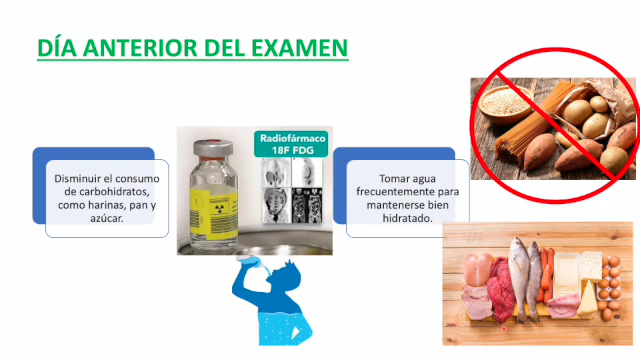 DÍA ANTERIOR DEL EXAMEN
Disminuir el consumo
de carbohidratos,
como harinas, pan y
azúcar.
Radiofármaco
18F FDG
Tomar agua
frecuentemente para
mantenerse bien
hidratado.